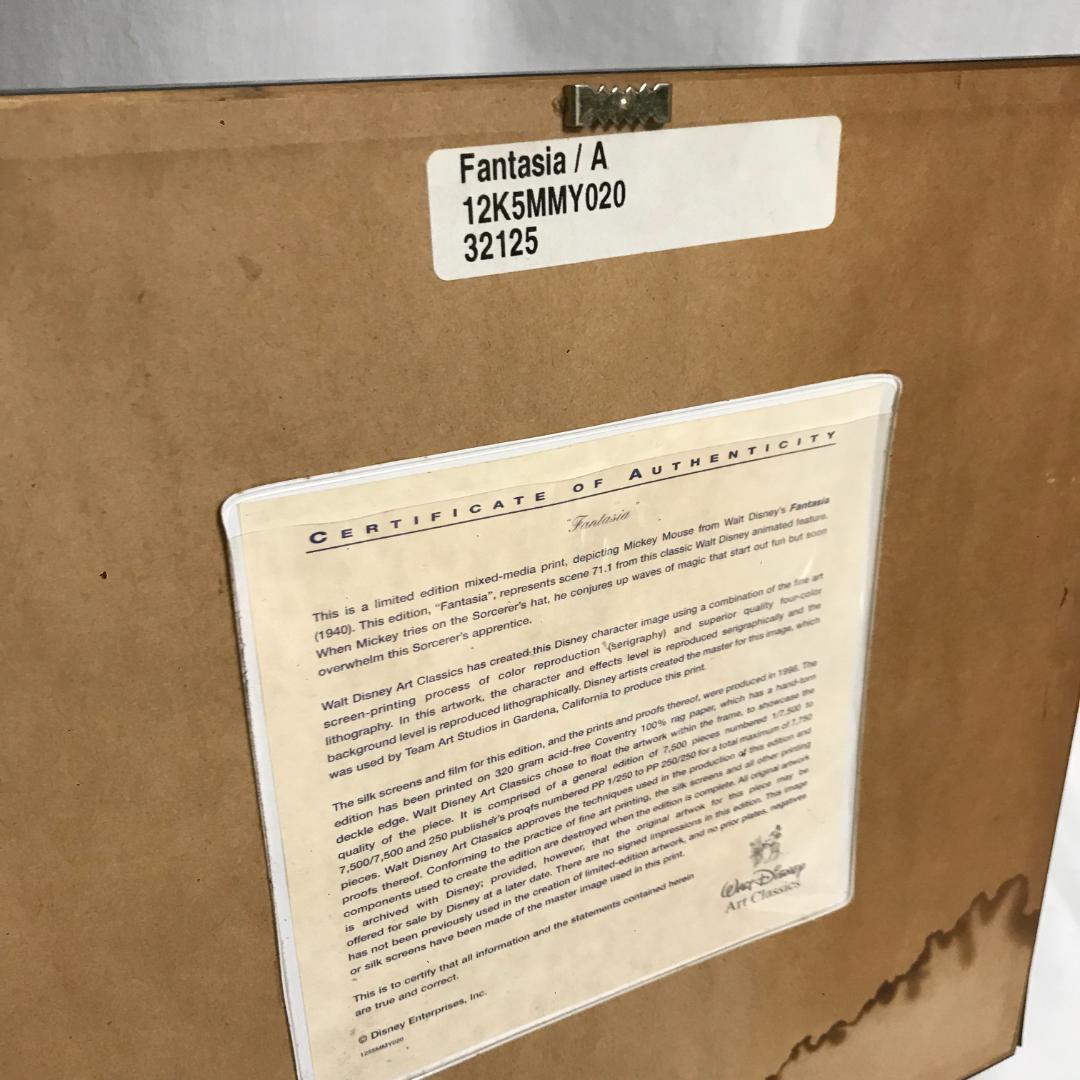 Fantasia / A
12K5MMY020
32125
CERTIFICATE OF AUTHENTICITY
"Fantasia"
This is a limited edition mixed-media print, depicting Mickey Mouse from Walt Disney's Fantasia
(1940). This edition, "Fantasia", represents scene 71.1 from this classic Walt Disney animated feature.
When Mickey tries on the Sorcerer's hat, he conjures up waves of magic that start out fun but soon
overwhelm this Sorcerer's apprentice.
Walt Disney Art Classics has created this Disney character image using a combination of the fine art
screen-printing process of color reproduction (serigraphy) and superior quality four-color
lithography. In this artwork, the character and effects level is reproduced serigraphically and the
background level is reproduced lithographically. Disney artists created the master for this image, which
was used by Team Art Studios in Gardena, California to produce this print.
The silk screens and film for this edition, and the prints and proofs thereof, were produced in 1998. The
edition has been printed on 320 gram acid-free Coventry 100% rag paper, which has a hand-torn
deckle edge. Walt Disney Art Classics chose to float the artwork within the frame, to showcase the
quality of the piece. It is comprised of a general edition of 7,500 pieces numbered 1/7,500 to
7,500/7,500 and 250 publisher's proofs numbered PP 1/250 to PP 250/250 for a total maximum of 7,750
pieces. Walt Disney Art Classics approves the techniques used in the production of this edition and
proofs thereof. Conforming to the practice of fine art printing, the silk screens and all other printing
components used to create the edition are destroyed when the edition is complete. All original artwork
is archived with Disney; provided, however, that the original artwork for this piece may be
offered for sale by Disney at a later date. There are no signed impressions in this edition. This image
has not been previously used in the creation of limited-edition artwork, and no prior plates, negatives
or silk screens have been made of the master image used in this print.
This is to certify that all information and the statements contained herein
are true and correct.
© Disney Enterprises, Inc.
Walt Disney
Art Classics